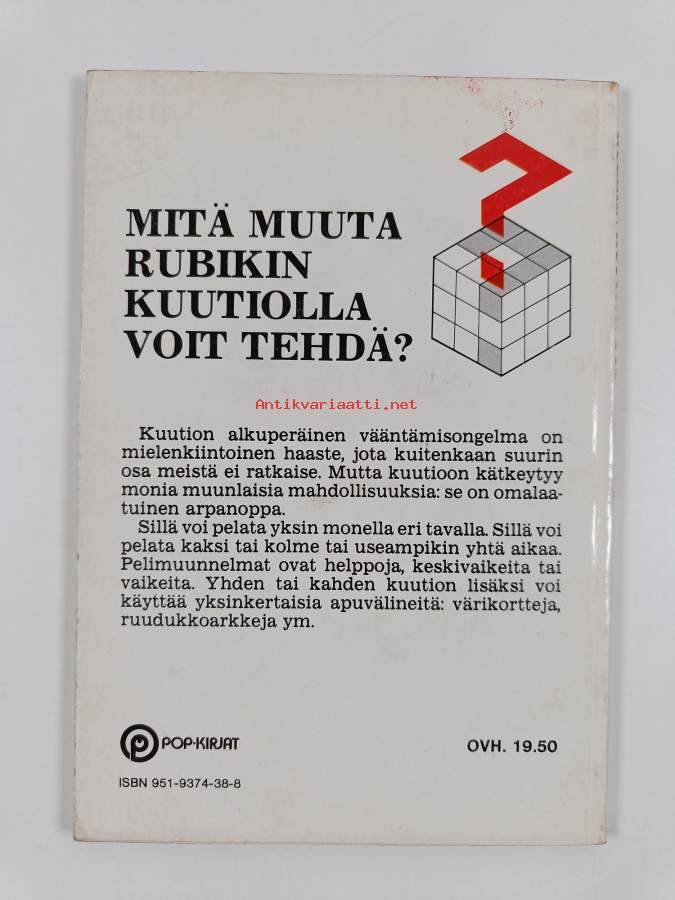 ?
MITÄ MUUTA
RUBIKIN
KUUTIOLLA
VOIT TEHDÄ?
Antikvariaatti.net
Kuution alkuperäinen vääntämisongelma on
mielenkiintoinen haaste, jota kuitenkaan suurin
osa meistä ei ratkaise. Mutta kuutioon kätkeytyy
monia muunlaisia mahdollisuuksia: se on omalaa-
tuinen arpanoppa.
Sillä voi pelata yksin monella eri tavalla. Sillä voi
pelata kaksi tai kolme tai useampikin yhtä aikaa.
Pelimuunnelmat ovat helppoja, keskivaikeita tai
vaikeita. Yhden tai kahden kuution lisäksi voi
käyttää yksinkertaisia apuvälineitä: värikortteja,
ruudukkoarkkeja ym.
POP-KIRJAT
OVH. 19.50
ISBN 951-9374-38-8